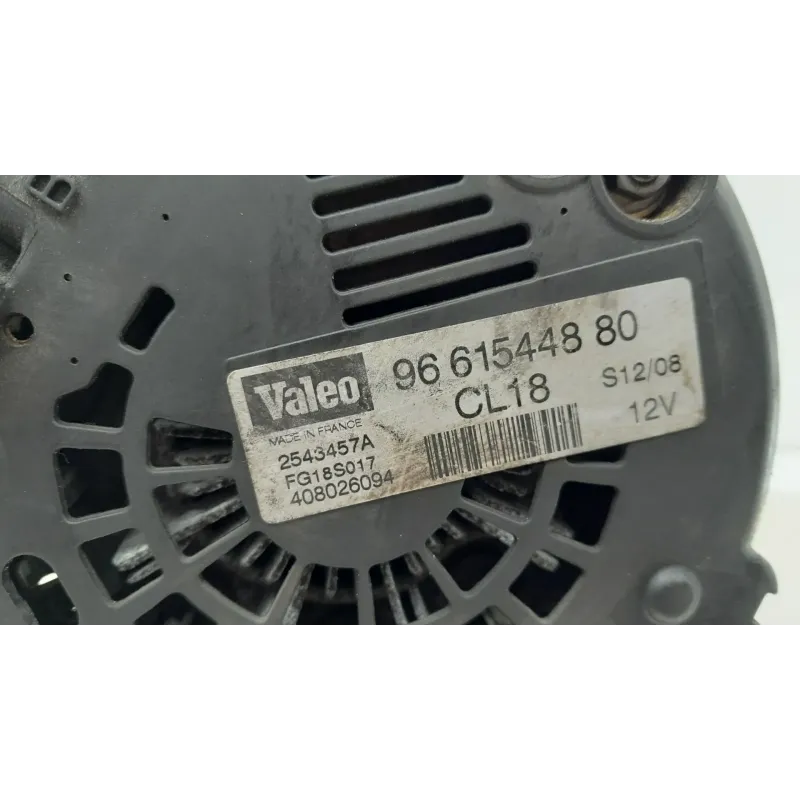 B
Valeo
96 615448 80
CL18
S12/08
12V
MADE IN FRANCE
2543457A
FG18S017
408026094